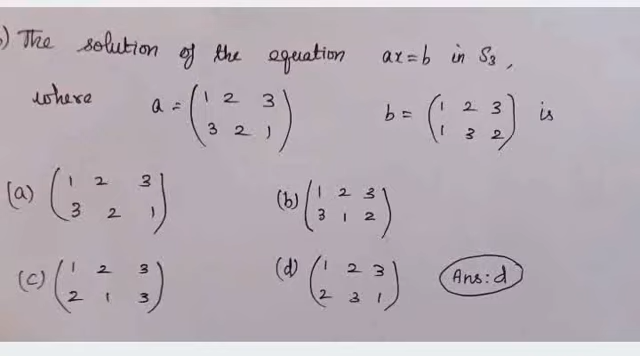 ) The solution of the equation ax=b in S₃,
where a = (1 2 3 / 3 2 1) b = (1 2 3 / 1 3 2) is
(a) (1 2 3 / 3 2 1) (b) (1 2 3 / 3 1 2)
(c) (1 2 3 / 2 1 3) (d) (1 2 3 / 2 3 1) Ans: d